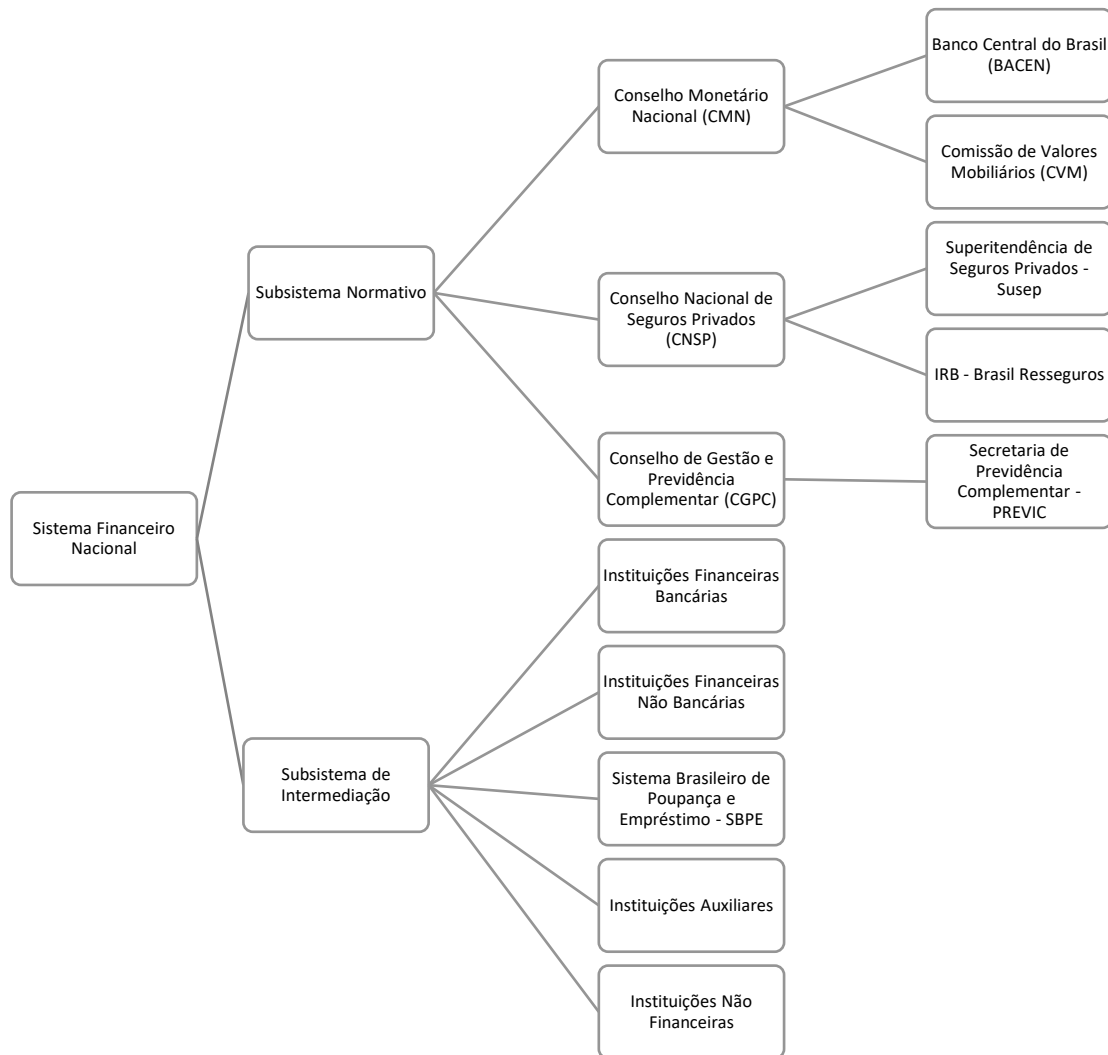 Sistema Financeiro
Nacional
Subsistema Normativo
Conselho Monetário
Nacional (CMN)
Banco Central do Brasil
(BACEN)
Comissão de Valores
Mobiliários (CVM)
Conselho Nacional de
Seguros Privados
(CNSP)
Superitendência de
Seguros Privados -
Susep
IRB - Brasil Resseguros
Conselho de Gestão e
Previdência
Complementar (CGPC)
Secretaria de
Previdência
Complementar -
PREVIC
Subsistema de
Intermediação
Instituições Financeiras
Bancárias
Instituições Financeiras
Não Bancárias
Sistema Brasileiro de
Poupança e
Empréstimo - SBPE
Instituições Auxiliares
Instituições Não
Financeiras